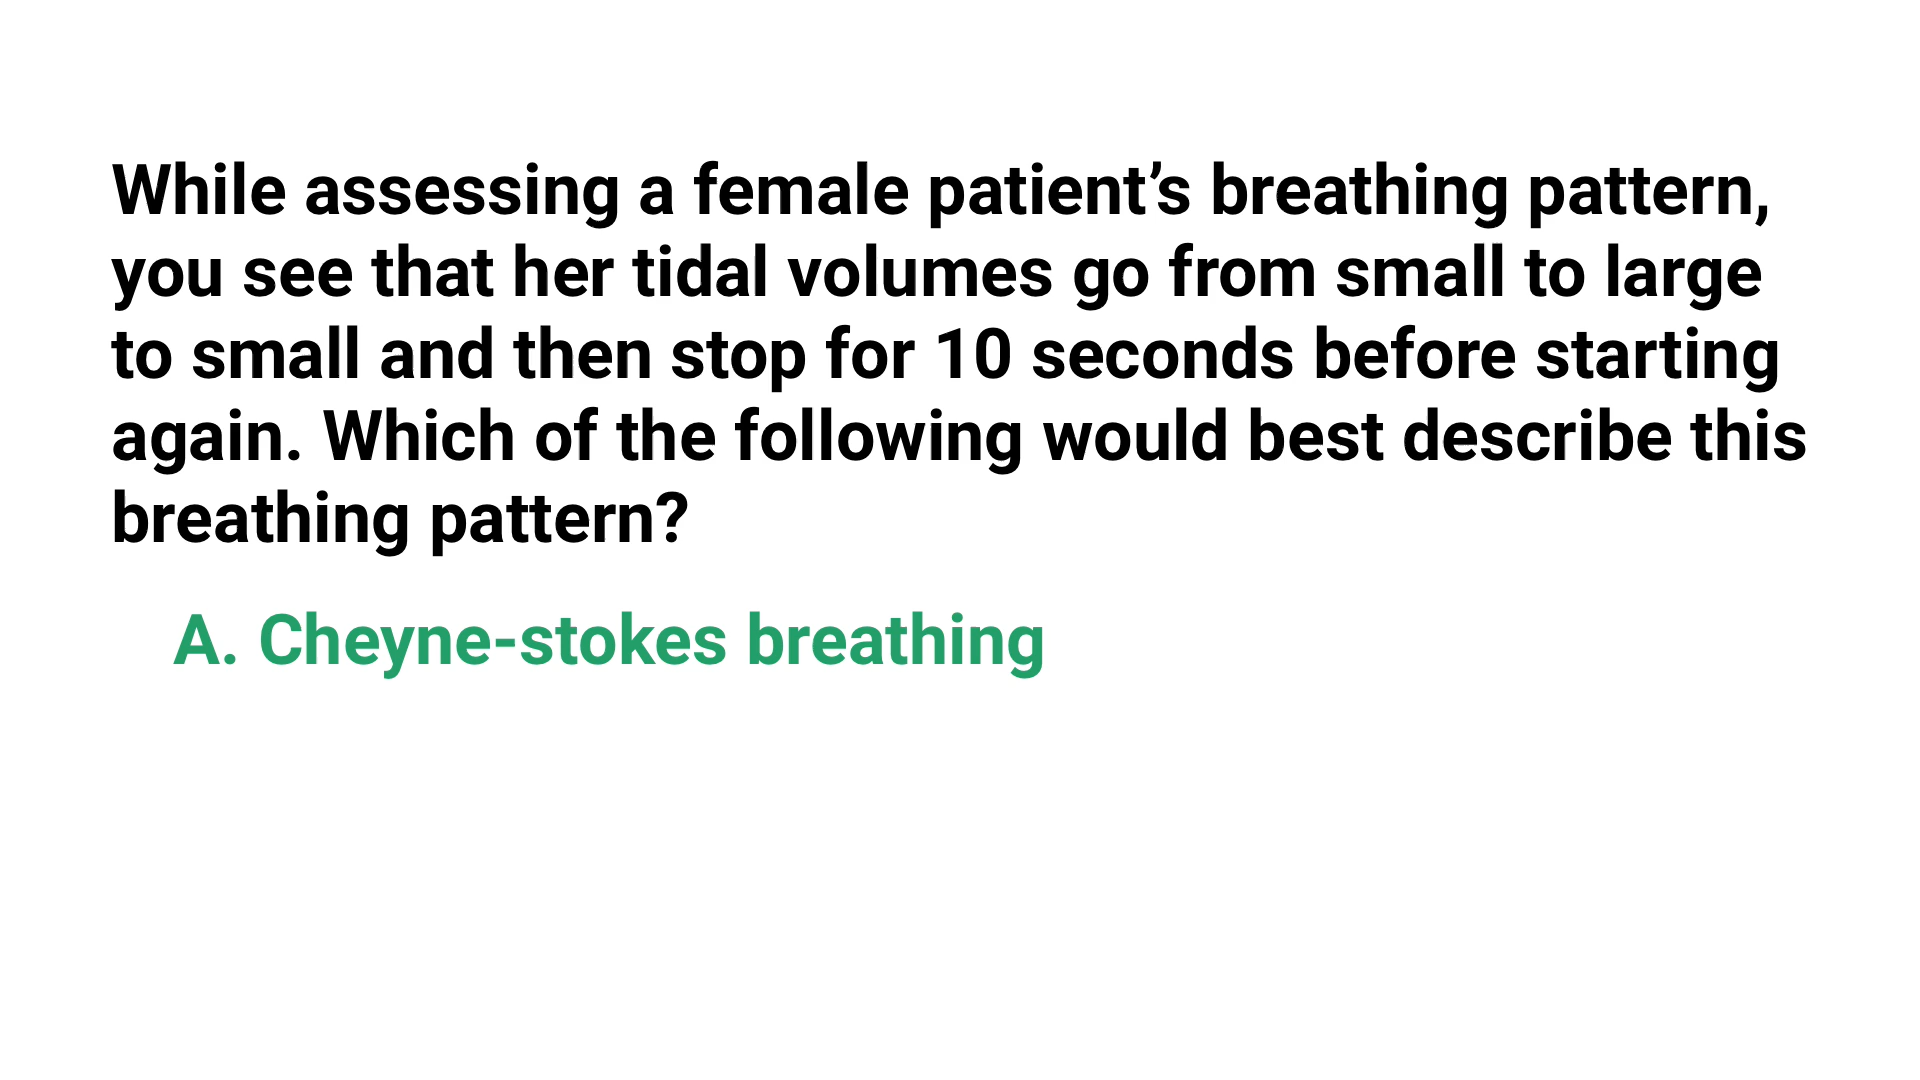 While assessing a female patient’s breathing pattern,
you see that her tidal volumes go from small to large
to small and then stop for 10 seconds before starting
again. Which of the following would best describe this
breathing pattern?
A. Cheyne-stokes breathing